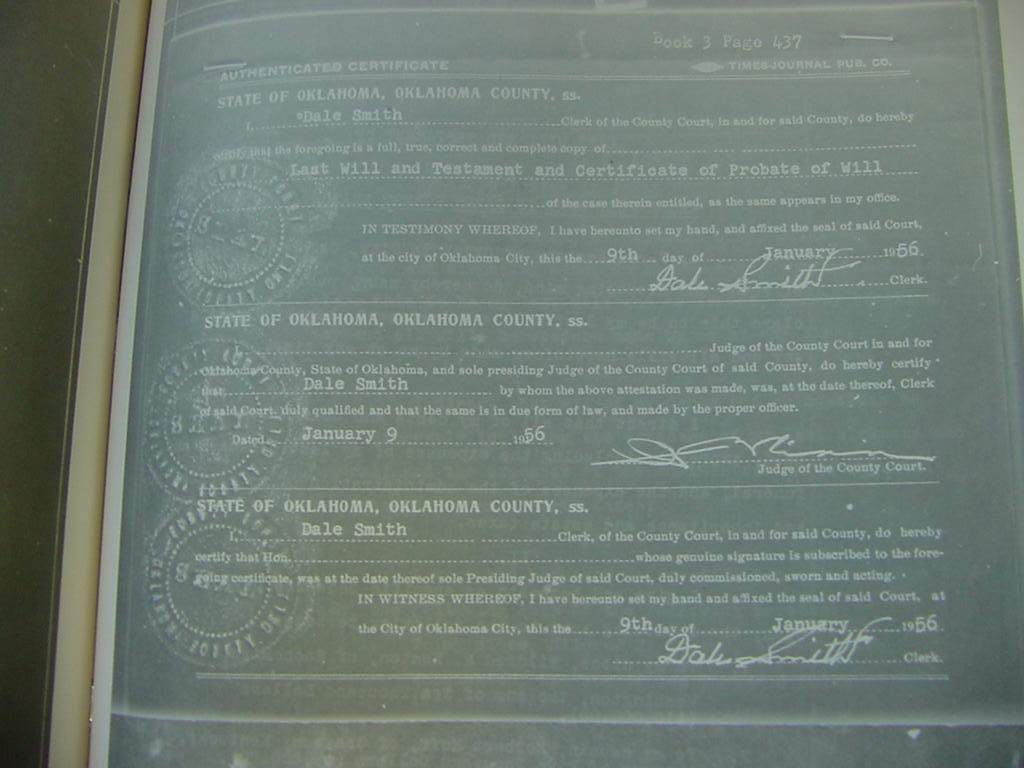 Book 3 Page 437
AUTHENTICATED CERTIFICATE TIMES-JOURNAL PUB. CO.
STATE OF OKLAHOMA, OKLAHOMA COUNTY, ss.
I, Dale Smith Clerk of the County Court, in and for said County, do hereby
certify that the foregoing is a full, true, correct and complete copy of
Last Will and Testament and Certificate of Probate of Will
of the case therein entitled, as the same appears in my office.
IN TESTIMONY WHEREOF, I have hereunto set my hand, and affixed the seal of said Court,
at the city of Oklahoma City, this the 9th day of January 1956
Dale Smith Clerk.
STATE OF OKLAHOMA, OKLAHOMA COUNTY, ss.
Judge of the County Court in and for
Oklahoma County, State of Oklahoma, and sole presiding Judge of the County Court of said County, do hereby certify
that Dale Smith by whom the above attestation was made, was, at the date thereof, Clerk
of said Court, duly qualified and that the same is in due form of law, and made by the proper officer.
Dated January 9 1956
Judge of the County Court.
STATE OF OKLAHOMA, OKLAHOMA COUNTY, ss.
I, Dale Smith Clerk, of the County Court, in and for said County, do hereby
certify that Hon. whose genuine signature is subscribed to the fore-
going certificate, was at the date thereof sole Presiding Judge of said Court, duly commissioned, sworn and acting.
IN WITNESS WHEREOF, I have hereunto set my hand and affixed the seal of said Court, at
the City of Oklahoma City, this the 9th day of January 1956
Dale Smith Clerk.